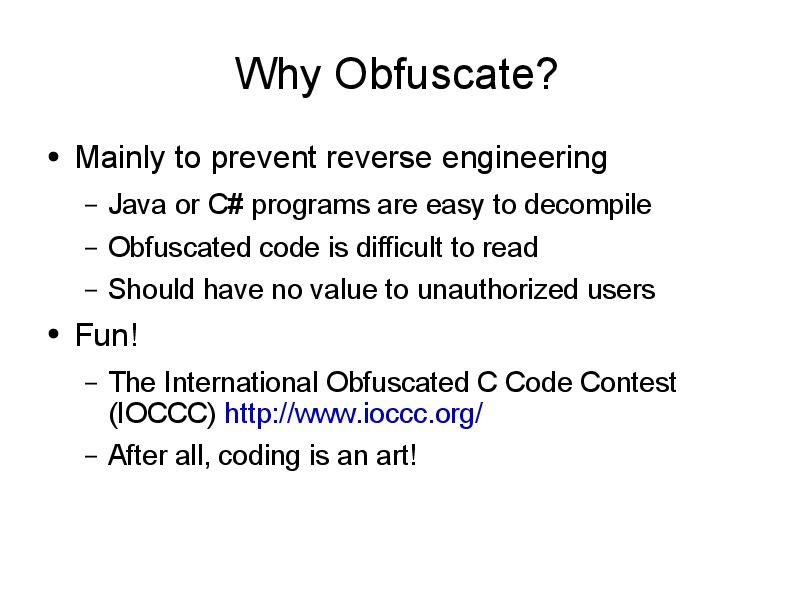 Why Obfuscate?
• Mainly to prevent reverse engineering
– Java or C# programs are easy to decompile
– Obfuscated code is difficult to read
– Should have no value to unauthorized users
• Fun!
– The International Obfuscated C Code Contest
(IOCCC) http://www.ioccc.org/
– After all, coding is an art!